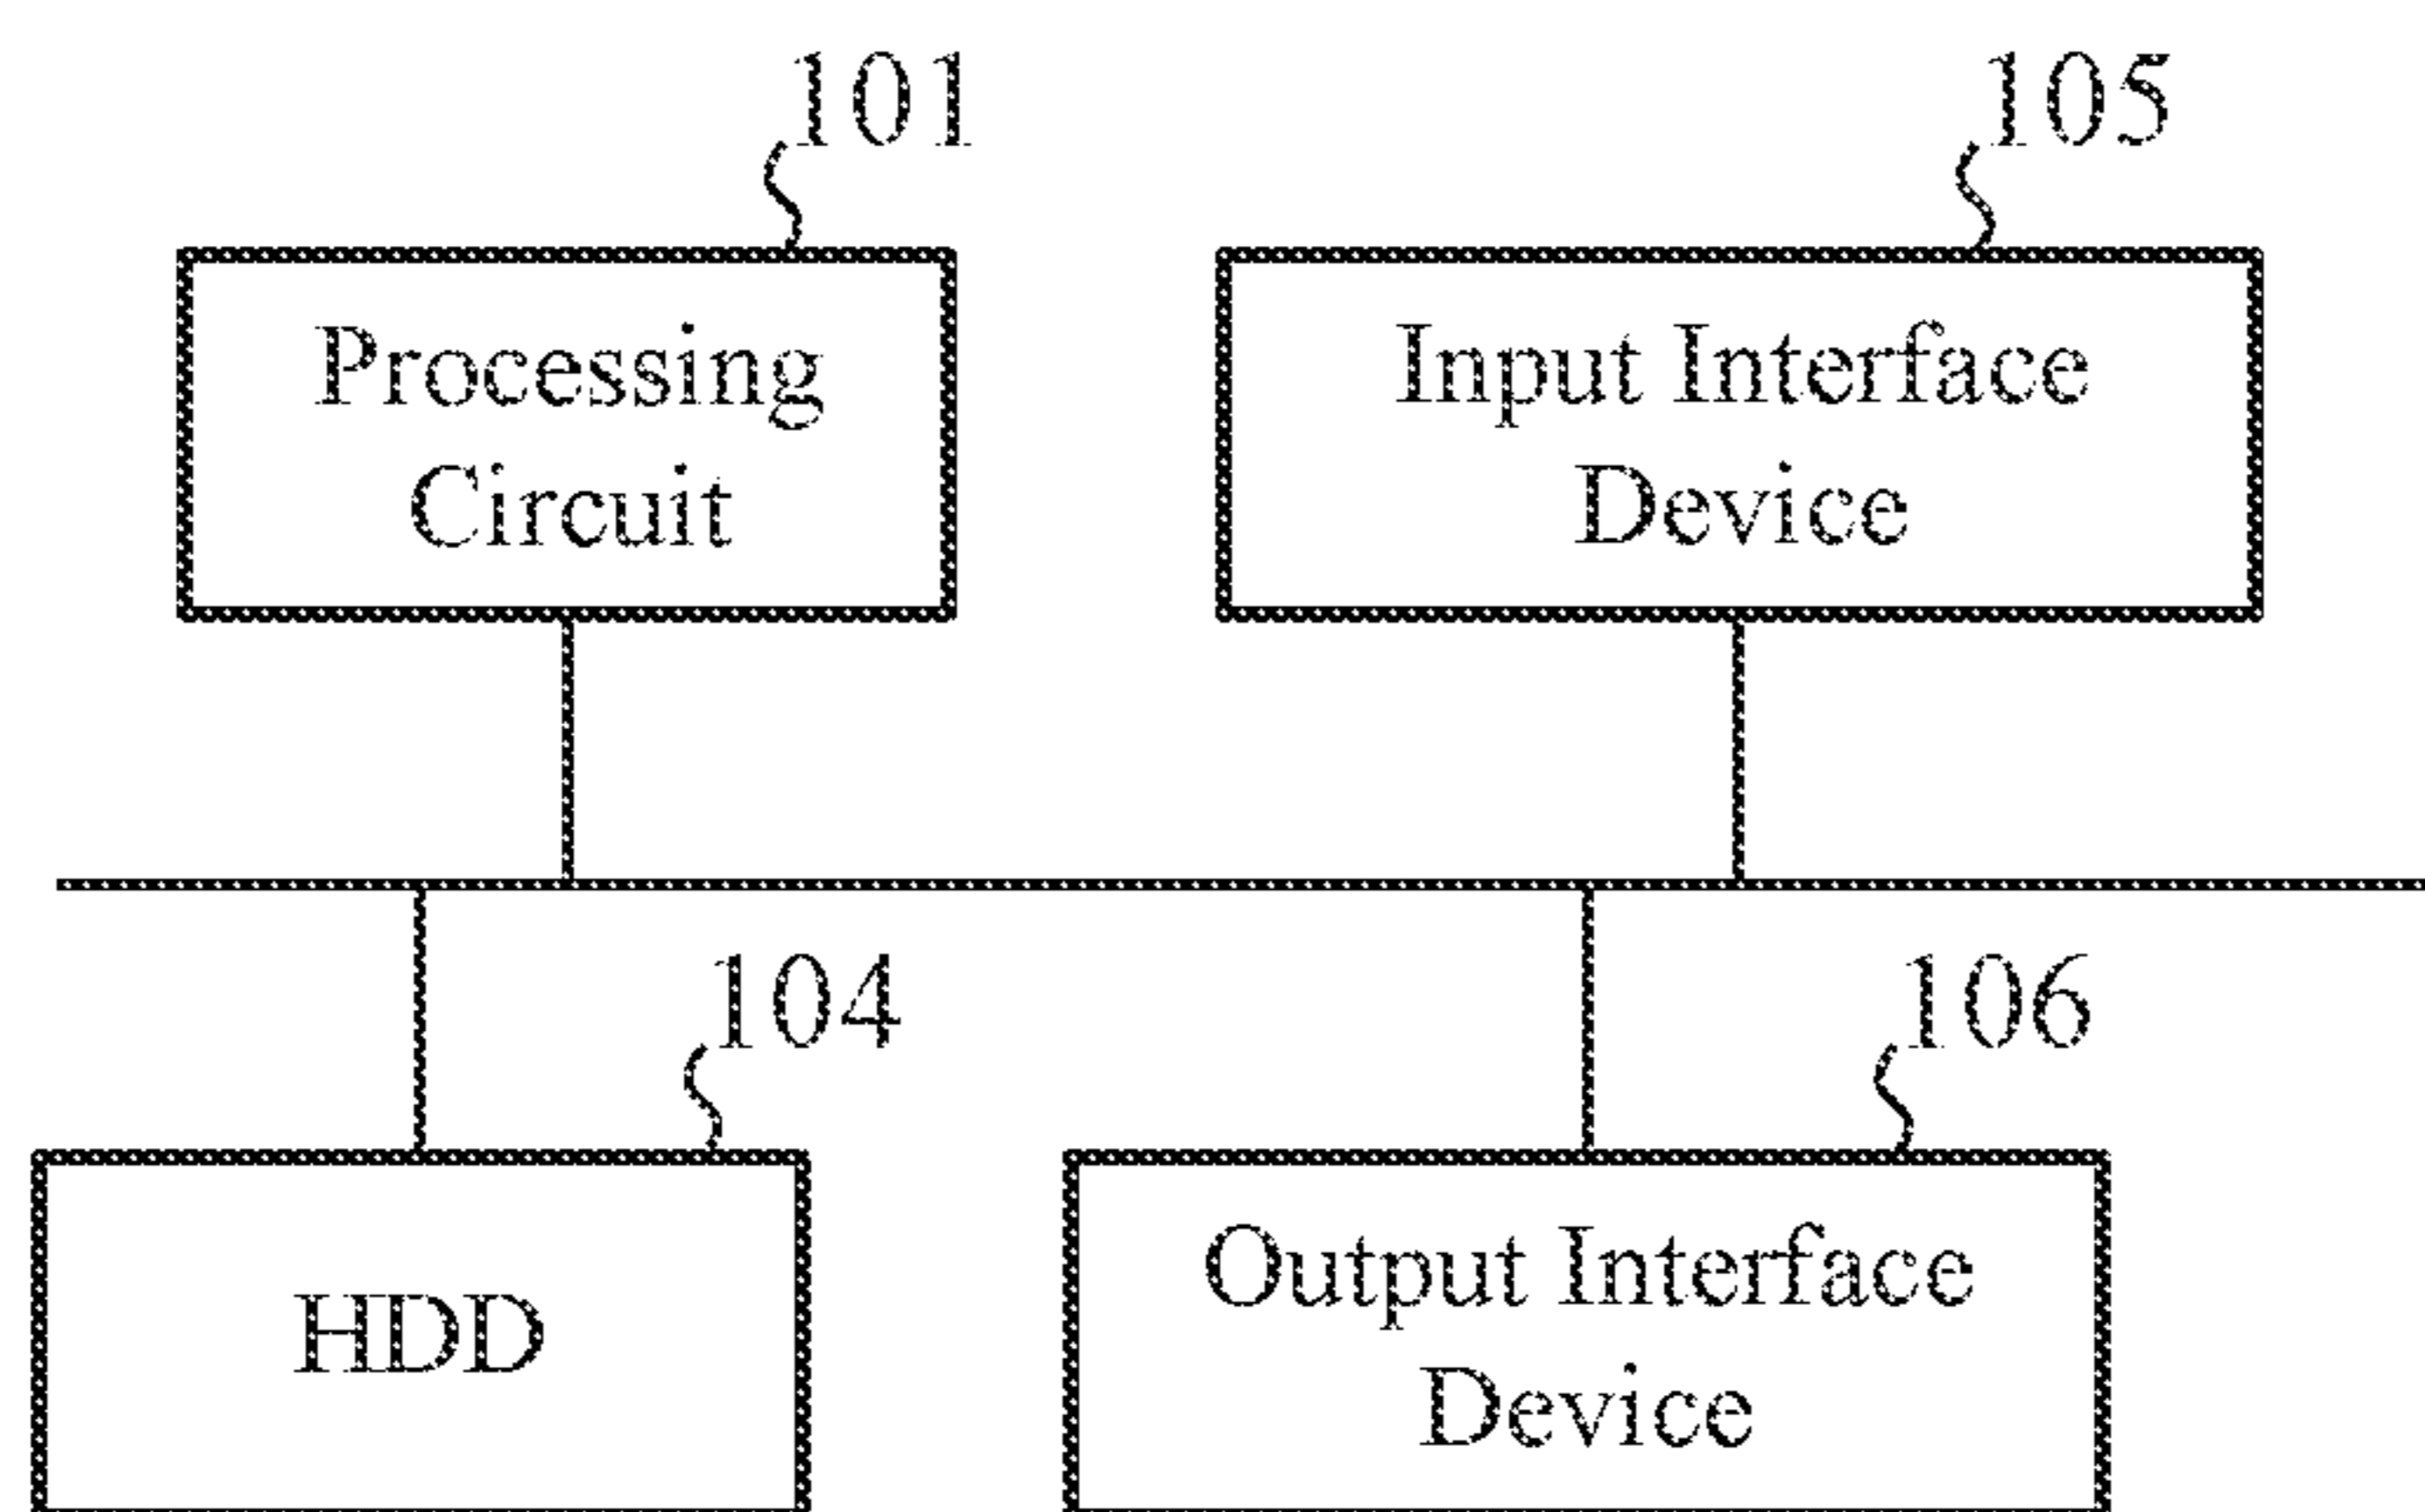 101
Processing
Circuit
105
Input Interface
Device
104
HDD
106
Output Interface
Device